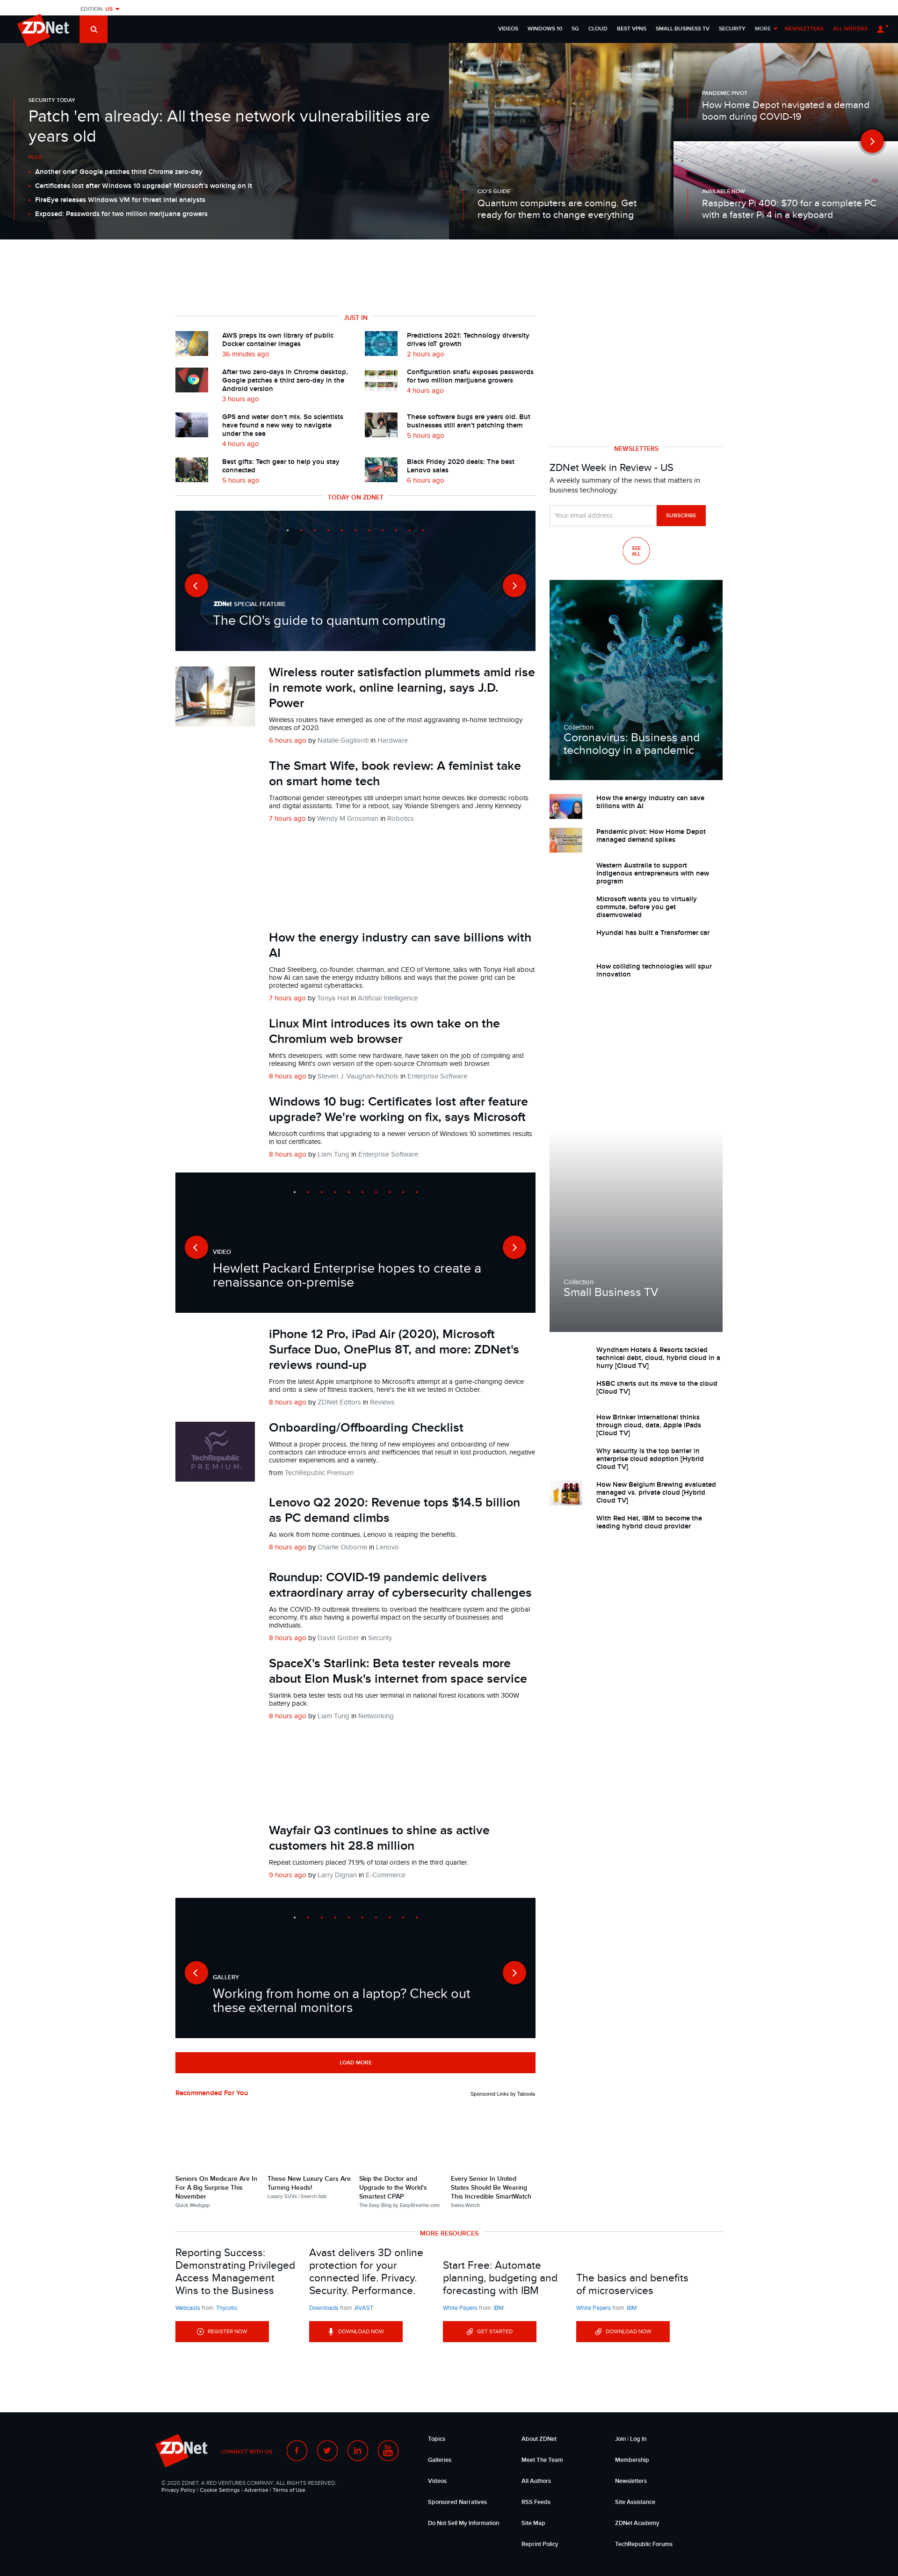 EDITION: US
ZDNet
VIDEOS WINDOWS 10 5G CLOUD BEST VPNS SMALL BUSINESS TV SECURITY MORE NEWSLETTERS ALL WRITERS
SECURITY TODAY
Patch 'em already: All these network vulnerabilities are
years old
PLUS
Another one? Google patches third Chrome zero-day
Certificates lost after Windows 10 upgrade? Microsoft's working on it
FireEye releases Windows VM for threat intel analysts
Exposed: Passwords for two million marijuana growers
CIO'S GUIDE
Quantum computers are coming. Get
ready for them to change everything
PANDEMIC PIVOT
How Home Depot navigated a demand
boom during COVID-19
AVAILABLE NOW
Raspberry Pi 400: $70 for a complete PC
with a faster Pi 4 in a keyboard
JUST IN
AWS preps its own library of public
Docker container images
36 minutes ago
Predictions 2021: Technology diversity
drives IoT growth
2 hours ago
After two zero-days in Chrome desktop,
Google patches a third zero-day in the
Android version
3 hours ago
Configuration snafu exposes passwords
for two million marijuana growers
4 hours ago
GPS and water don't mix. So scientists
have found a new way to navigate
under the sea
4 hours ago
These software bugs are years old. But
businesses still aren't patching them
5 hours ago
Best gifts: Tech gear to help you stay
connected
5 hours ago
Black Friday 2020 deals: The best
Lenovo sales
6 hours ago
TODAY ON ZDNET
ZDNet SPECIAL FEATURE
The CIO's guide to quantum computing
Wireless router satisfaction plummets amid rise
in remote work, online learning, says J.D.
Power
Wireless routers have emerged as one of the most aggravating in-home technology
devices of 2020.
6 hours ago by Natalie Gagliordi in Hardware
The Smart Wife, book review: A feminist take
on smart home tech
Traditional gender stereotypes still underpin smart home devices like domestic robots
and digital assistants. Time for a reboot, say Yolande Strengers and Jenny Kennedy.
7 hours ago by Wendy M Grossman in Robotics
How the energy industry can save billions with
AI
Chad Steelberg, co-founder, chairman, and CEO of Veritone, talks with Tonya Hall about
how AI can save the energy industry billions and ways that the power grid can be
protected against cyberattacks.
7 hours ago by Tonya Hall in Artificial Intelligence
Linux Mint introduces its own take on the
Chromium web browser
Mint's developers, with some new hardware, have taken on the job of compiling and
releasing Mint's own version of the open-source Chromium web browser.
8 hours ago by Steven J. Vaughan-Nichols in Enterprise Software
Windows 10 bug: Certificates lost after feature
upgrade? We're working on fix, says Microsoft
Microsoft confirms that upgrading to a newer version of Windows 10 sometimes results
in lost certificates.
8 hours ago by Liam Tung in Enterprise Software
VIDEO
Hewlett Packard Enterprise hopes to create a
renaissance on-premise
iPhone 12 Pro, iPad Air (2020), Microsoft
Surface Duo, OnePlus 8T, and more: ZDNet's
reviews round-up
From the latest Apple smartphone to Microsoft's attempt at a game-changing device
and onto a slew of fitness trackers, here's the kit we tested in October.
8 hours ago by ZDNet Editors in Reviews
TechRepublic
PREMIUM
Onboarding/Offboarding Checklist
Without a proper process, the hiring of new employees and onboarding of new
contractors can introduce errors and inefficiencies that result in lost production, negative
customer experiences and a variety...
from TechRepublic Premium
Lenovo Q2 2020: Revenue tops $14.5 billion
as PC demand climbs
As work from home continues, Lenovo is reaping the benefits.
8 hours ago by Charlie Osborne in Lenovo
Roundup: COVID-19 pandemic delivers
extraordinary array of cybersecurity challenges
As the COVID-19 outbreak threatens to overload the healthcare system and the global
economy, it's also having a powerful impact on the security of businesses and
individuals.
8 hours ago by David Grober in Security
SpaceX's Starlink: Beta tester reveals more
about Elon Musk's internet from space service
Starlink beta tester tests out his user terminal in national forest locations with 300W
battery pack.
8 hours ago by Liam Tung in Networking
Wayfair Q3 continues to shine as active
customers hit 28.8 million
Repeat customers placed 71.9% of total orders in the third quarter.
9 hours ago by Larry Dignan in E-Commerce
GALLERY
Working from home on a laptop? Check out
these external monitors
LOAD MORE
NEWSLETTERS
ZDNet Week in Review - US
A weekly summary of the news that matters in
business technology.
Your email address
SUBSCRIBE
SEE
ALL
Collection
Coronavirus: Business and
technology in a pandemic
How the energy industry can save
billions with AI
Pandemic pivot: How Home Depot
managed demand spikes
Western Australia to support
Indigenous entrepreneurs with new
program
Microsoft wants you to virtually
commute, before you get
disemvoweled
Hyundai has built a Transformer car
How colliding technologies will spur
innovation
Collection
Small Business TV
Wyndham Hotels & Resorts tackled
technical debt, cloud, hybrid cloud in a
hurry [Cloud TV]
HSBC charts out its move to the cloud
[Cloud TV]
How Brinker International thinks
through cloud, data, Apple iPads
[Cloud TV]
Why security is the top barrier in
enterprise cloud adoption [Hybrid
Cloud TV]
How New Belgium Brewing evaluated
managed vs. private cloud [Hybrid
Cloud TV]
With Red Hat, IBM to become the
leading hybrid cloud provider
Recommended For You
Sponsored Links by Taboola
Seniors On Medicare Are In
For A Big Surprise This
November
Quick Medigap
These New Luxury Cars Are
Turning Heads!
Luxury SUVs | Search Ads
Skip the Doctor and
Upgrade to the World's
Smartest CPAP
The Easy Blog by EasyBreathe.com
Every Senior In United
States Should Be Wearing
This Incredible SmartWatch
Swiss-Watch
MORE RESOURCES
Reporting Success:
Demonstrating Privileged
Access Management
Wins to the Business
Webcasts from Thycotic
REGISTER NOW
Avast delivers 3D online
protection for your
connected life. Privacy.
Security. Performance.
Downloads from AVAST
DOWNLOAD NOW
Start Free: Automate
planning, budgeting and
forecasting with IBM
White Papers from IBM
GET STARTED
The basics and benefits
of microservices
White Papers from IBM
DOWNLOAD NOW
ZDNet
CONNECT WITH US
© 2020 ZDNET, A RED VENTURES COMPANY. ALL RIGHTS RESERVED.
Privacy Policy | Cookie Settings | Advertise | Terms of Use
Topics
Galleries
Videos
Sponsored Narratives
Do Not Sell My Information
About ZDNet
Meet The Team
All Authors
RSS Feeds
Site Map
Reprint Policy
Join | Log In
Membership
Newsletters
Site Assistance
ZDNet Academy
TechRepublic Forums